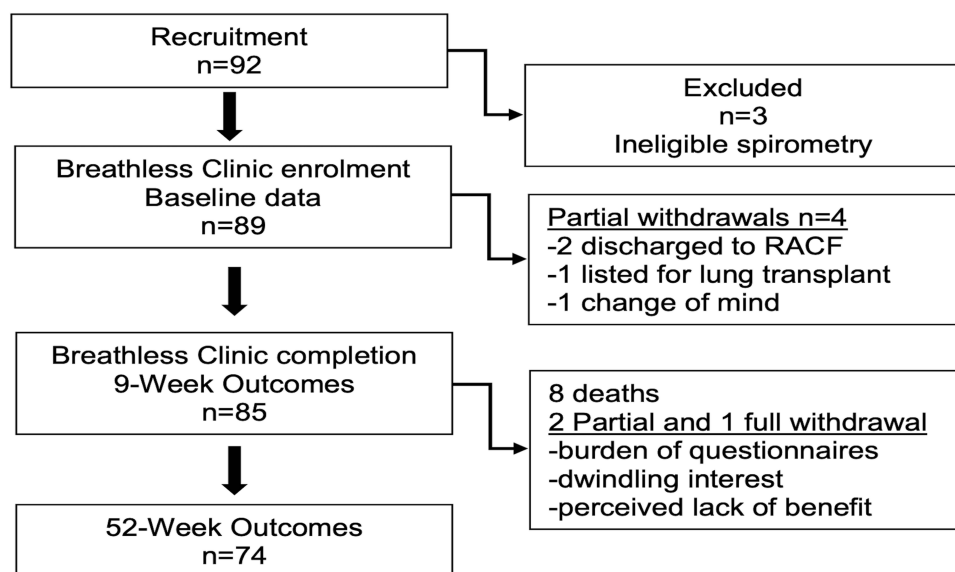 Recruitment
n=92
Excluded
n=3
Ineligible spirometry
Breathless Clinic enrolment
Baseline data
n=89
Partial withdrawals n=4
-2 discharged to RACF
-1 listed for lung transplant
-1 change of mind
Breathless Clinic completion
9-Week Outcomes
n=85
8 deaths
2 Partial and 1 full withdrawal
-burden of questionnaires
-dwindling interest
-perceived lack of benefit
52-Week Outcomes
n=74